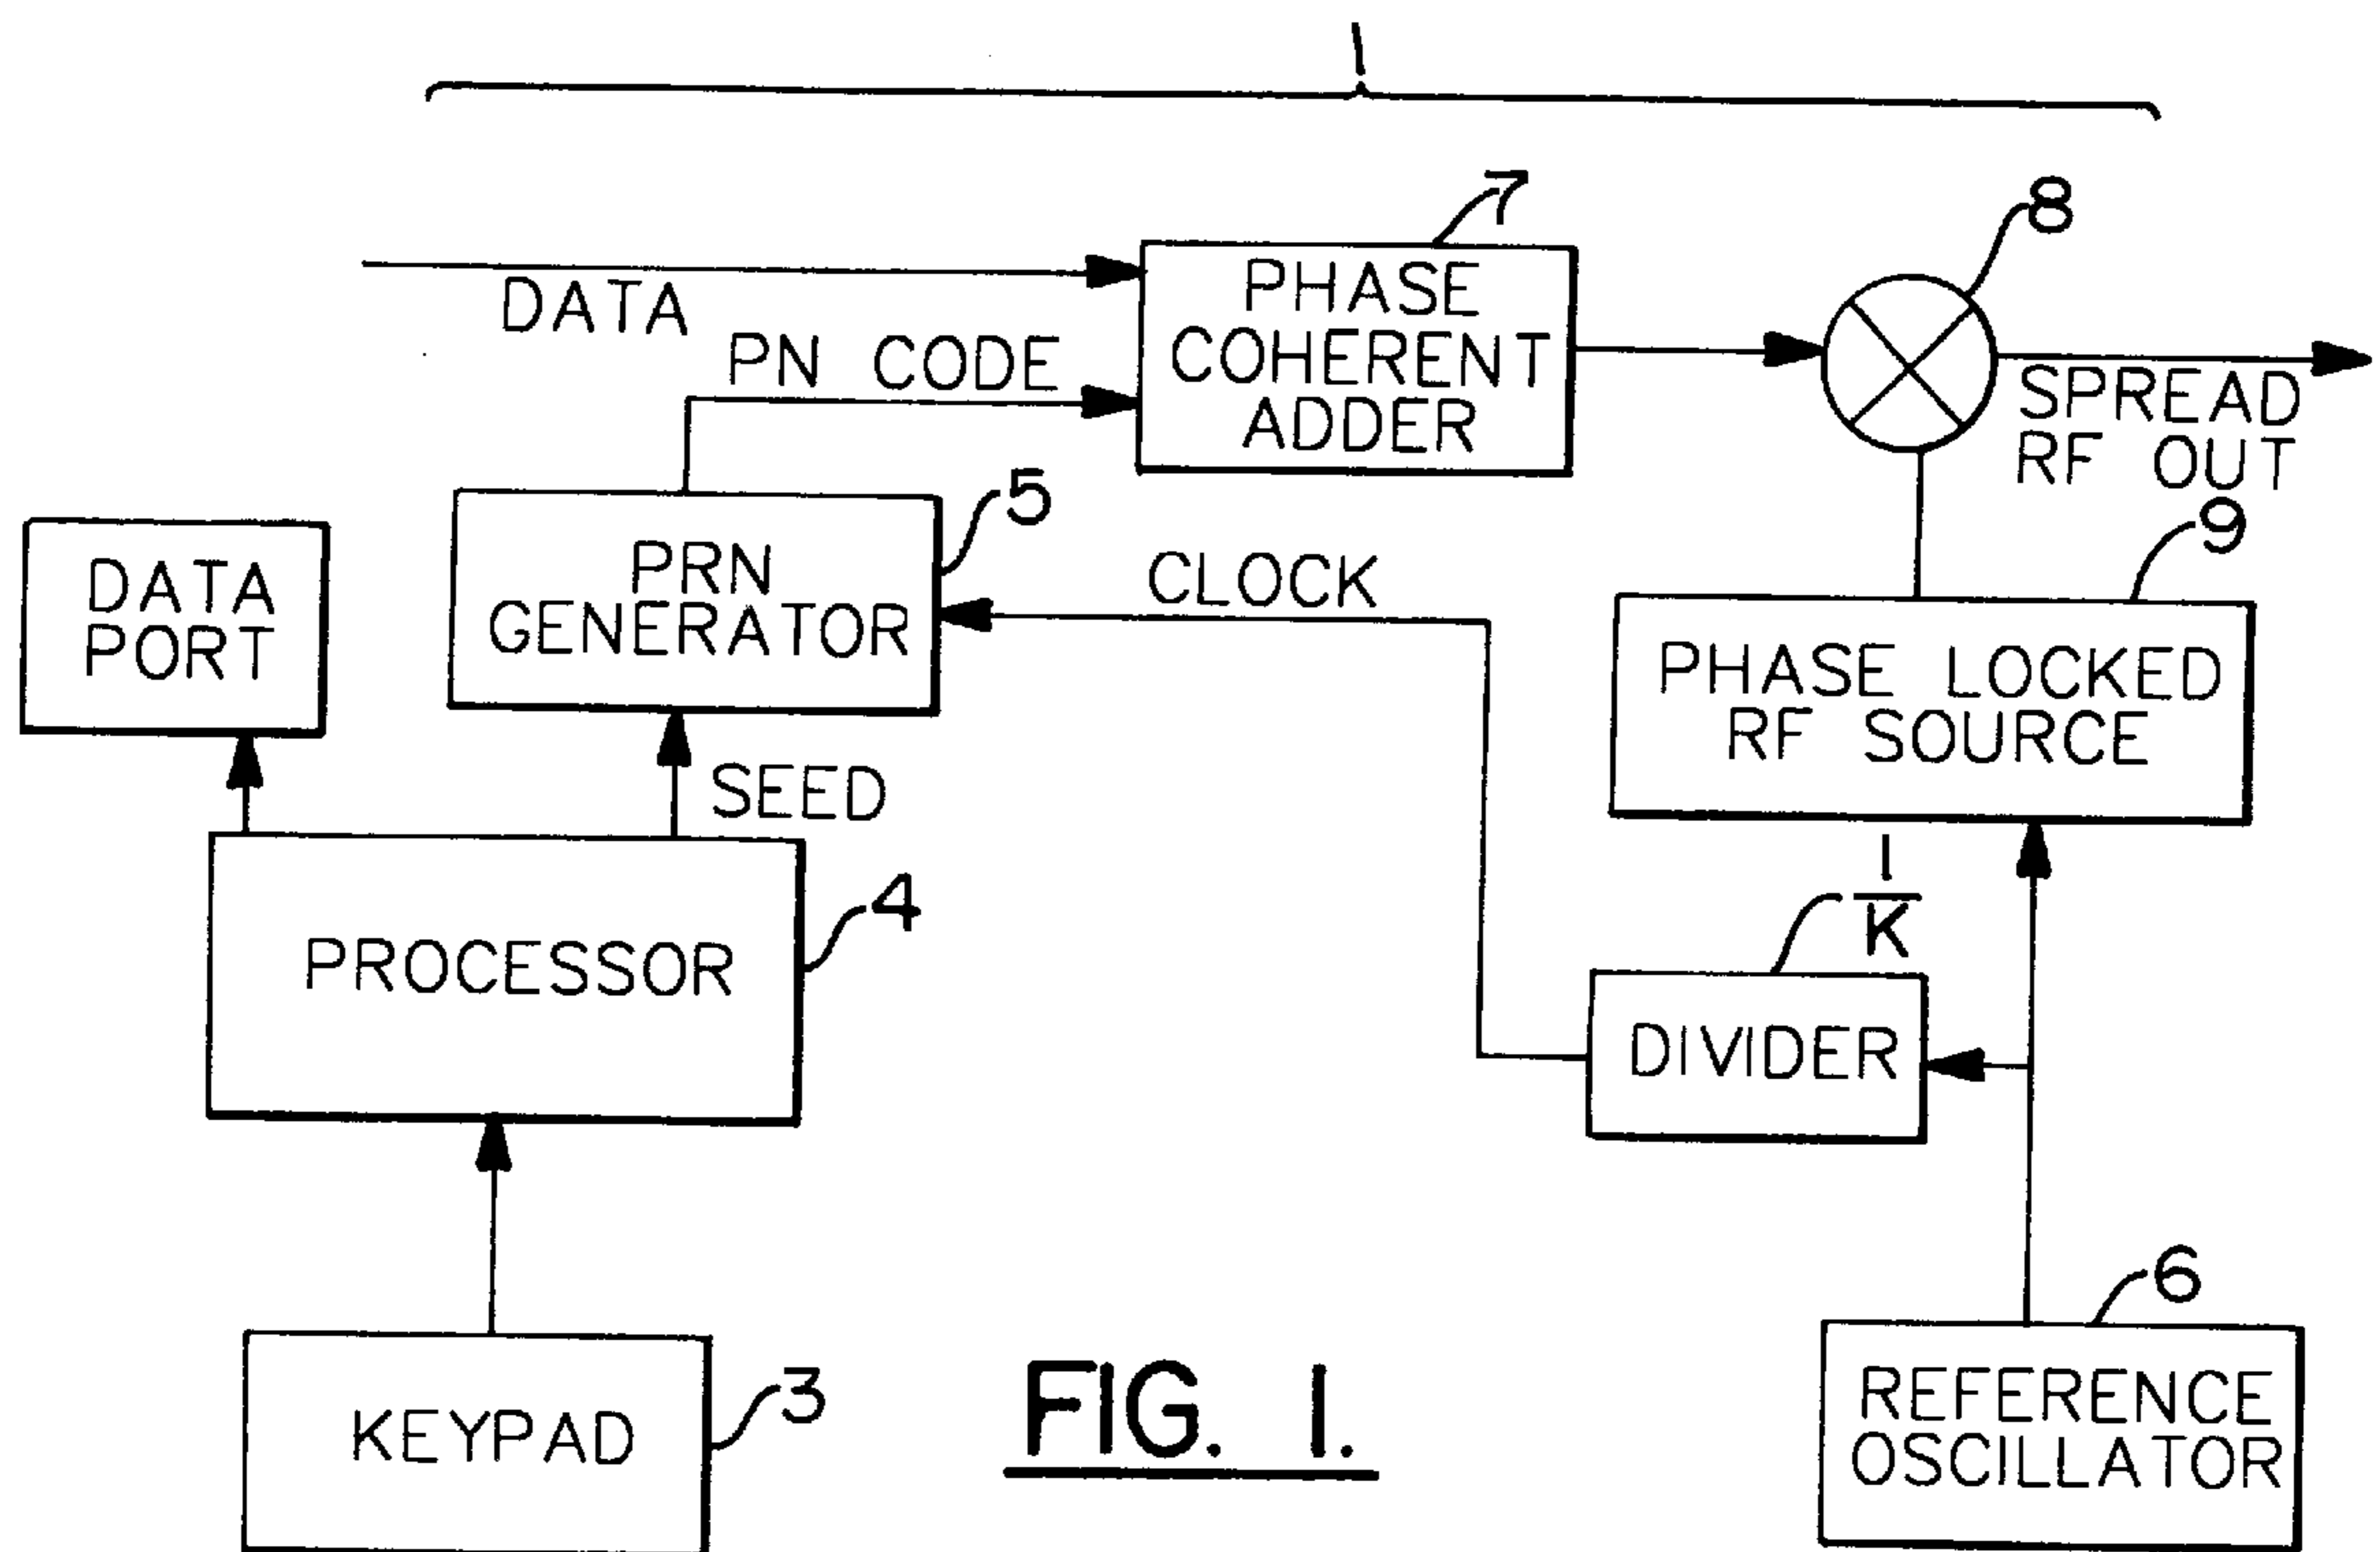 1
7
8
DATA
PHASE
COHERENT
ADDER
PN CODE
SPREAD
RF OUT
5
9
DATA
PORT
PRN
GENERATOR
CLOCK
PHASE LOCKED
RF SOURCE
SEED
4
1
K
PROCESSOR
DIVIDER
6
3
KEYPAD
FIG. 1.
REFERENCE
OSCILLATOR